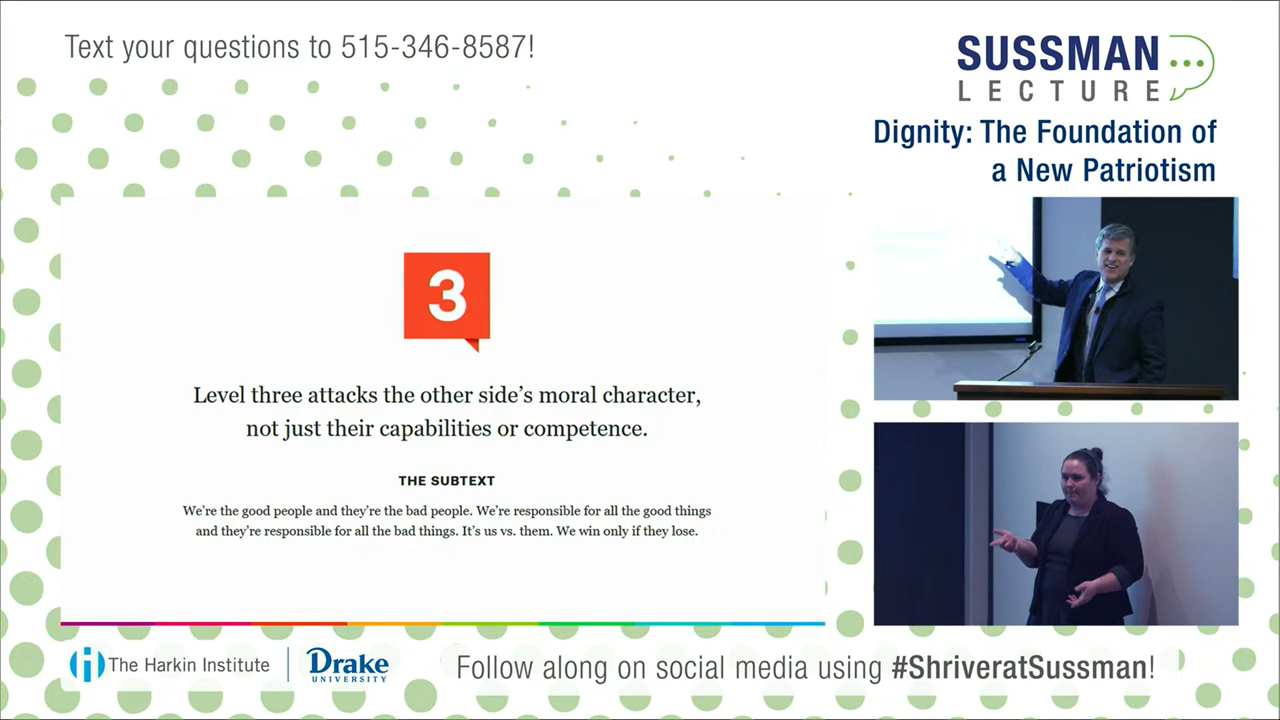 Text your questions to 515-346-8587!
SUSSMAN
LECTURE
Dignity: The Foundation of
a New Patriotism
3
Level three attacks the other side’s moral character,
not just their capabilities or competence.
THE SUBTEXT
We’re the good people and they’re the bad people. We’re responsible for all the good things
and they’re responsible for all the bad things. It’s us vs. them. We win only if they lose.
The Harkin Institute
Drake
UNIVERSITY
Follow along on social media using #ShriveratSussman!